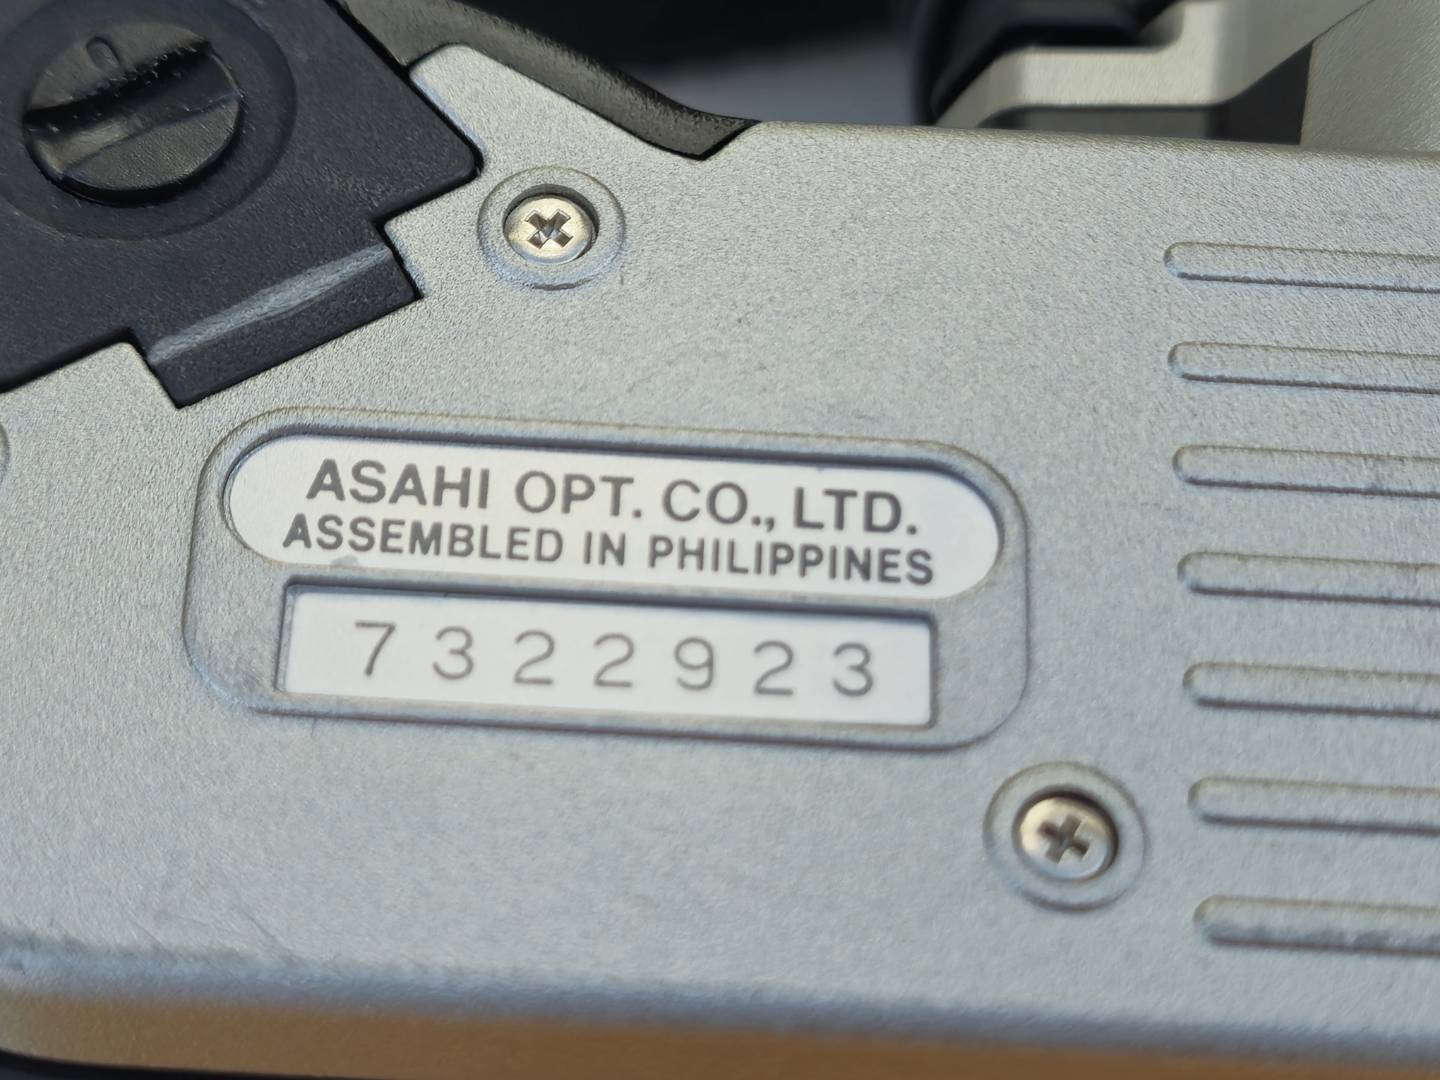 ASAHI OPT. CO., LTD.
ASSEMBLED IN PHILIPPINES
7322923